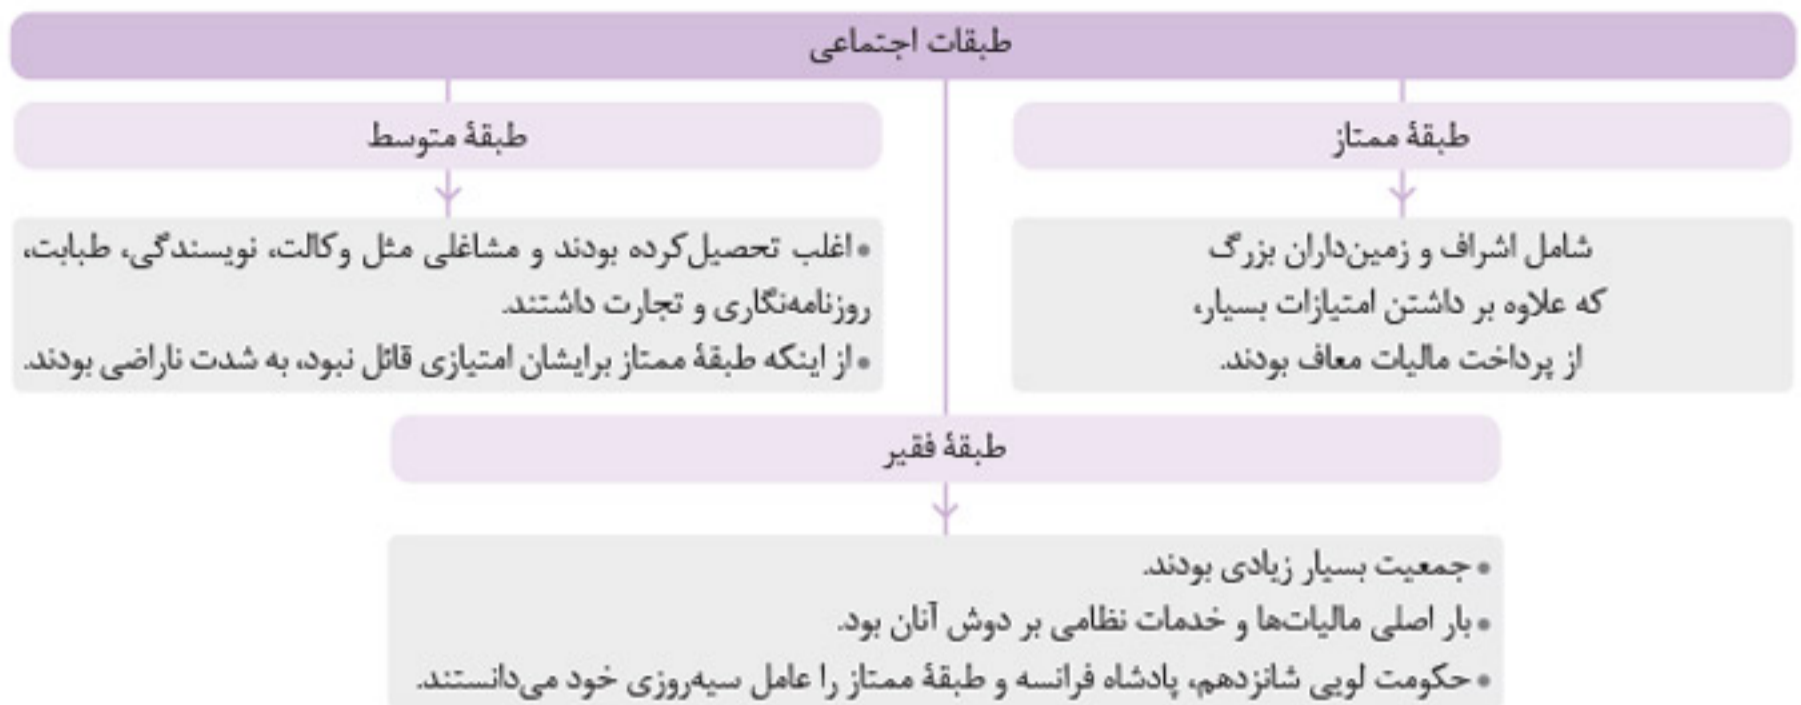 طبقات اجتماعی
طبقهٔ ممتاز
شامل اشراف و زمین‌داران بزرگ
که علاوه بر داشتن امتیازات بسیار،
از پرداخت مالیات معاف بودند.
طبقهٔ متوسط
• اغلب تحصیل‌کرده بودند و مشاغلی مثل وکالت، نویسندگی، طبابت،
روزنامه‌نگاری و تجارت داشتند.
• از اینکه طبقهٔ ممتاز برایشان امتیازی قائل نبود، به شدت ناراضی بودند.
طبقهٔ فقیر
• جمعیت بسیار زیادی بودند.
• بار اصلی مالیات‌ها و خدمات نظامی بر دوش آنان بود.
• حکومت لویی شانزدهم، پادشاه فرانسه و طبقهٔ ممتاز را عامل سیه‌روزی خود می‌دانستند.